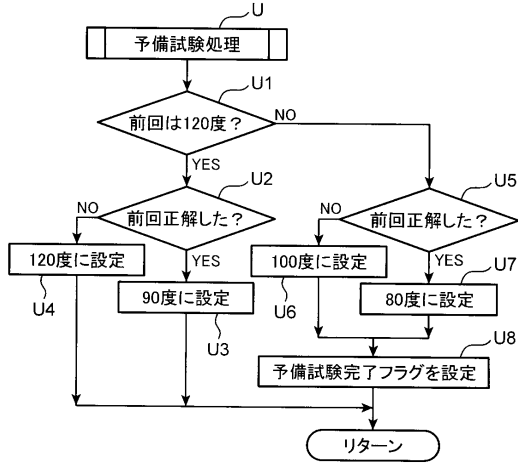 U
予備試験処理
U1
前回は120度？
NO
YES
U2
U5
NO
前回正解した？
NO
前回正解した？
YES
YES
U7
120度に設定
100度に設定
U4
90度に設定
U6
80度に設定
U3
U8
予備試験完了フラグを設定
リターン